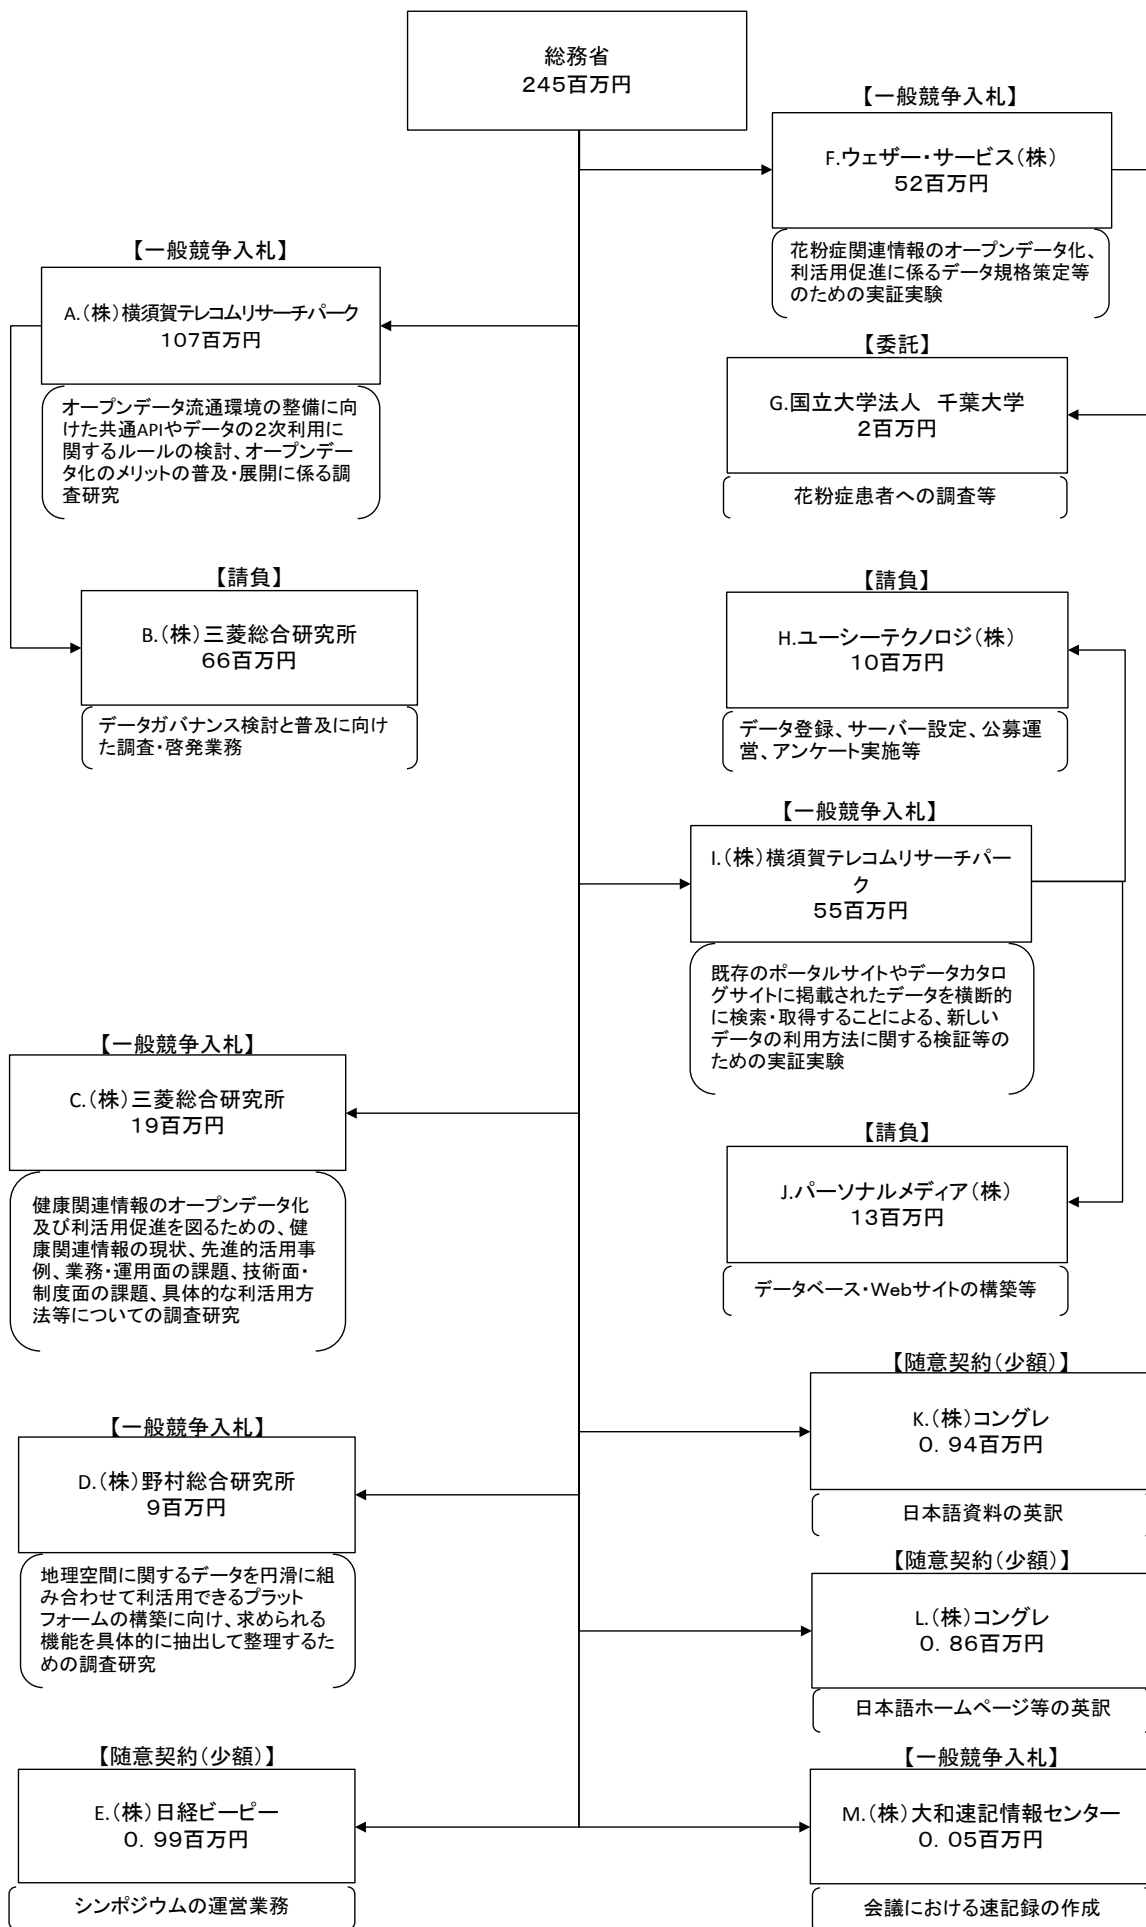 総務省
245百万円
【一般競争入札】
F.ウェザー・サービス(株)
52百万円
花粉症関連情報のオープンデータ化、
利活用促進に係るデータ規格策定等
のための実証実験
【一般競争入札】
A.(株)横須賀テレコムリサーチパーク
107百万円
オープンデータ流通環境の整備に向
けた共通APIやデータの2次利用に
関するルールの検討、オープンデー
タ化のメリットの普及・展開に係る調
査研究
【委託】
G.国立大学法人 千葉大学
2百万円
花粉症患者への調査等
【請負】
B.(株)三菱総合研究所
66百万円
データガバナンス検討と普及に向け
た調査・啓発業務
【請負】
H.ユーシーテクノロジ(株)
10百万円
データ登録、サーバー設定、公募運
営、アンケート実施等
【一般競争入札】
I.(株)横須賀テレコムリサーチパー
ク
55百万円
既存のポータルサイトやデータカタロ
グサイトに掲載されたデータを横断的
に検索・取得することによる、新しい
データの利用方法に関する検証等の
ための実証実験
【一般競争入札】
C.(株)三菱総合研究所
19百万円
健康関連情報のオープンデータ化
及び利活用促進を図るための、健
康関連情報の現状、先進的活用事
例、業務・運用面の課題、技術面・
制度面の課題、具体的な利活用方
法等についての調査研究
【請負】
J.パーソナルメディア(株)
13百万円
データベース・Webサイトの構築等
【随意契約(少額)】
K.(株)コングレ
0.94百万円
日本語資料の英訳
【一般競争入札】
D.(株)野村総合研究所
9百万円
地理空間に関するデータを円滑に組
み合わせて利活用できるプラット
フォームの構築に向け、求められる
機能を具体的に抽出して整理するた
めの調査研究
【随意契約(少額)】
L.(株)コングレ
0.86百万円
日本語ホームページ等の英訳
【随意契約(少額)】
E.(株)日経ビーピー
0.99百万円
シンポジウムの運営業務
【一般競争入札】
M.(株)大和速記情報センター
0.05百万円
会議における速記録の作成